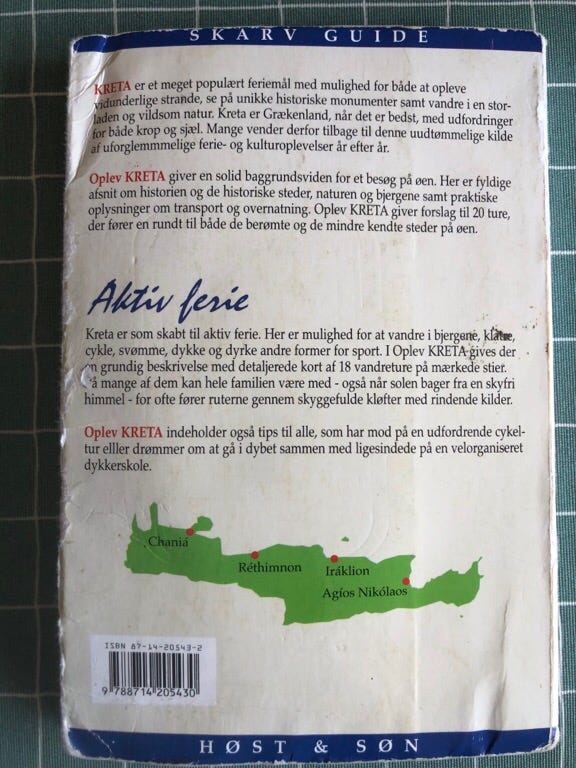 SKARV GUIDE
KRETA er et meget populært feriemål med mulighed for både at opleve
vidunderlige strande, se på unikke historiske monumenter samt vandre i en stor-
laden og vildsom natur. Kreta er Grækenland, når det er bedst, med udfordringer
for både krop og sjæl. Mange vender derfor tilbage til denne uudtømmelige kilde
af uforglemmelige ferie- og kulturoplevelser år efter år.
Oplev KRETA giver en solid baggrundsviden for et besøg på øen. Her er fyldige
afsnit om historien og de historiske steder, naturen og bjergene samt praktiske
oplysninger om transport og overnatning. Oplev KRETA giver forslag til 20 ture,
der fører en rundt til både de berømte og de mindre kendte steder på øen.
Aktiv ferie
Kreta er som skabt til aktiv ferie. Her er mulighed for at vandre i bjergene, klatre,
cykle, svømme, dykke og dyrke andre former for sport. I Oplev KRETA gives der
en grundig beskrivelse med detaljerede kort af 18 vandreture på mærkede stier.
På mange af dem kan hele familien være med - også når solen bager fra en skyfri
himmel - for ofte fører ruterne gennem skyggefulde kløfter med rindende kilder.
Oplev KRETA indeholder også tips til alle, som har mod på en udfordrende cykel-
tur elller drømmer om at gå i dybet sammen med ligesindede på en velorganiseret
dykkerskole.
Chaniá
Réthimnon
Iráklion
Agíos Nikólaos
ISBN 87-14-20543-2
9 788714 205430
HØST & SØN